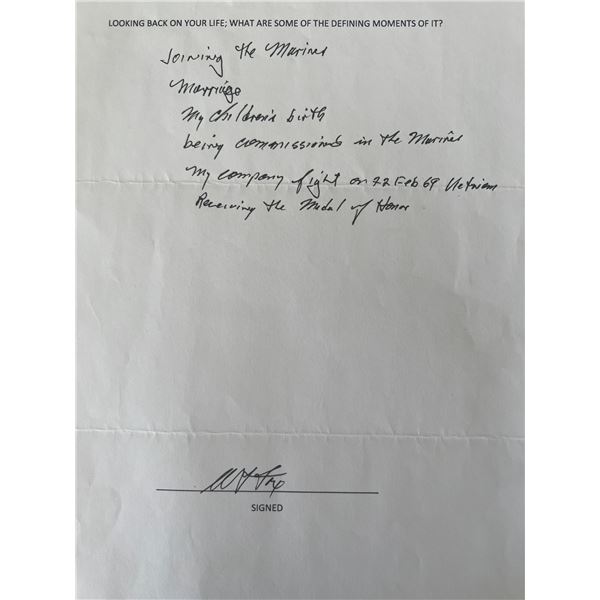 LOOKING BACK ON YOUR LIFE; WHAT ARE SOME OF THE DEFINING MOMENTS OF IT?
Joining the Marines
Marriage
My children's birth
being commissioned in the Marines
My company fight on 22 Feb 69 Vietnam
Receiving the Medal of Honor
W Fox
SIGNED